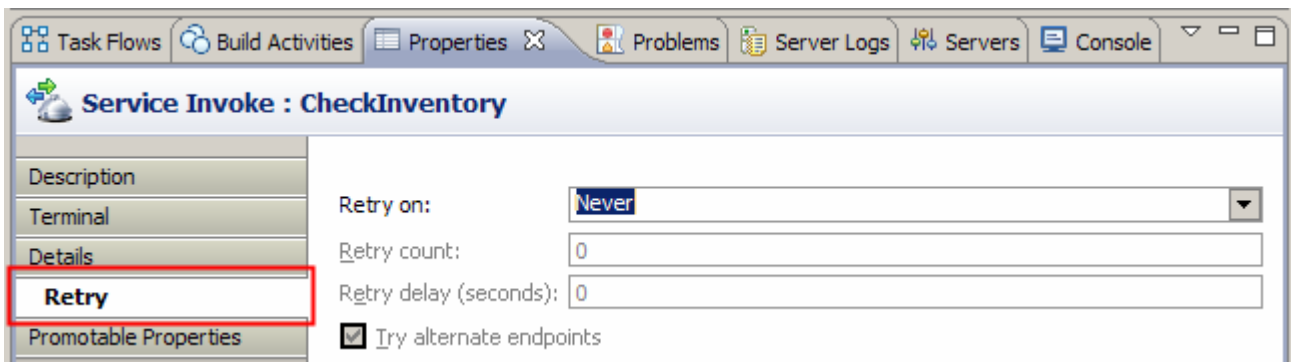 Task Flows Build Activities Properties Problems Server Logs Servers Console
Service Invoke : CheckInventory
Description
Terminal
Details
Retry
Promotable Properties
Retry on: Never
Retry count: 0
Retry delay (seconds): 0
Try alternate endpoints